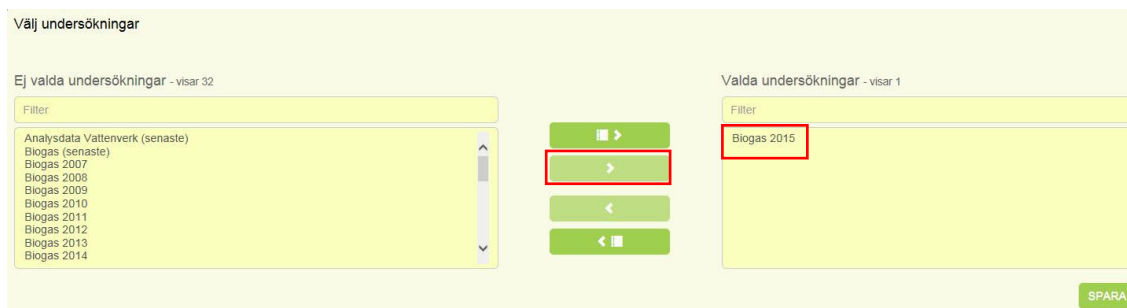 Välj undersökningar
Ej valda undersökningar - visar 32
Filter
Analysdata Vattenverk (senaste)
Biogas (senaste)
Biogas 2007
Biogas 2008
Biogas 2009
Biogas 2010
Biogas 2011
Biogas 2012
Biogas 2013
Biogas 2014
Valda undersökningar - visar 1
Filter
Biogas 2015
SPARA